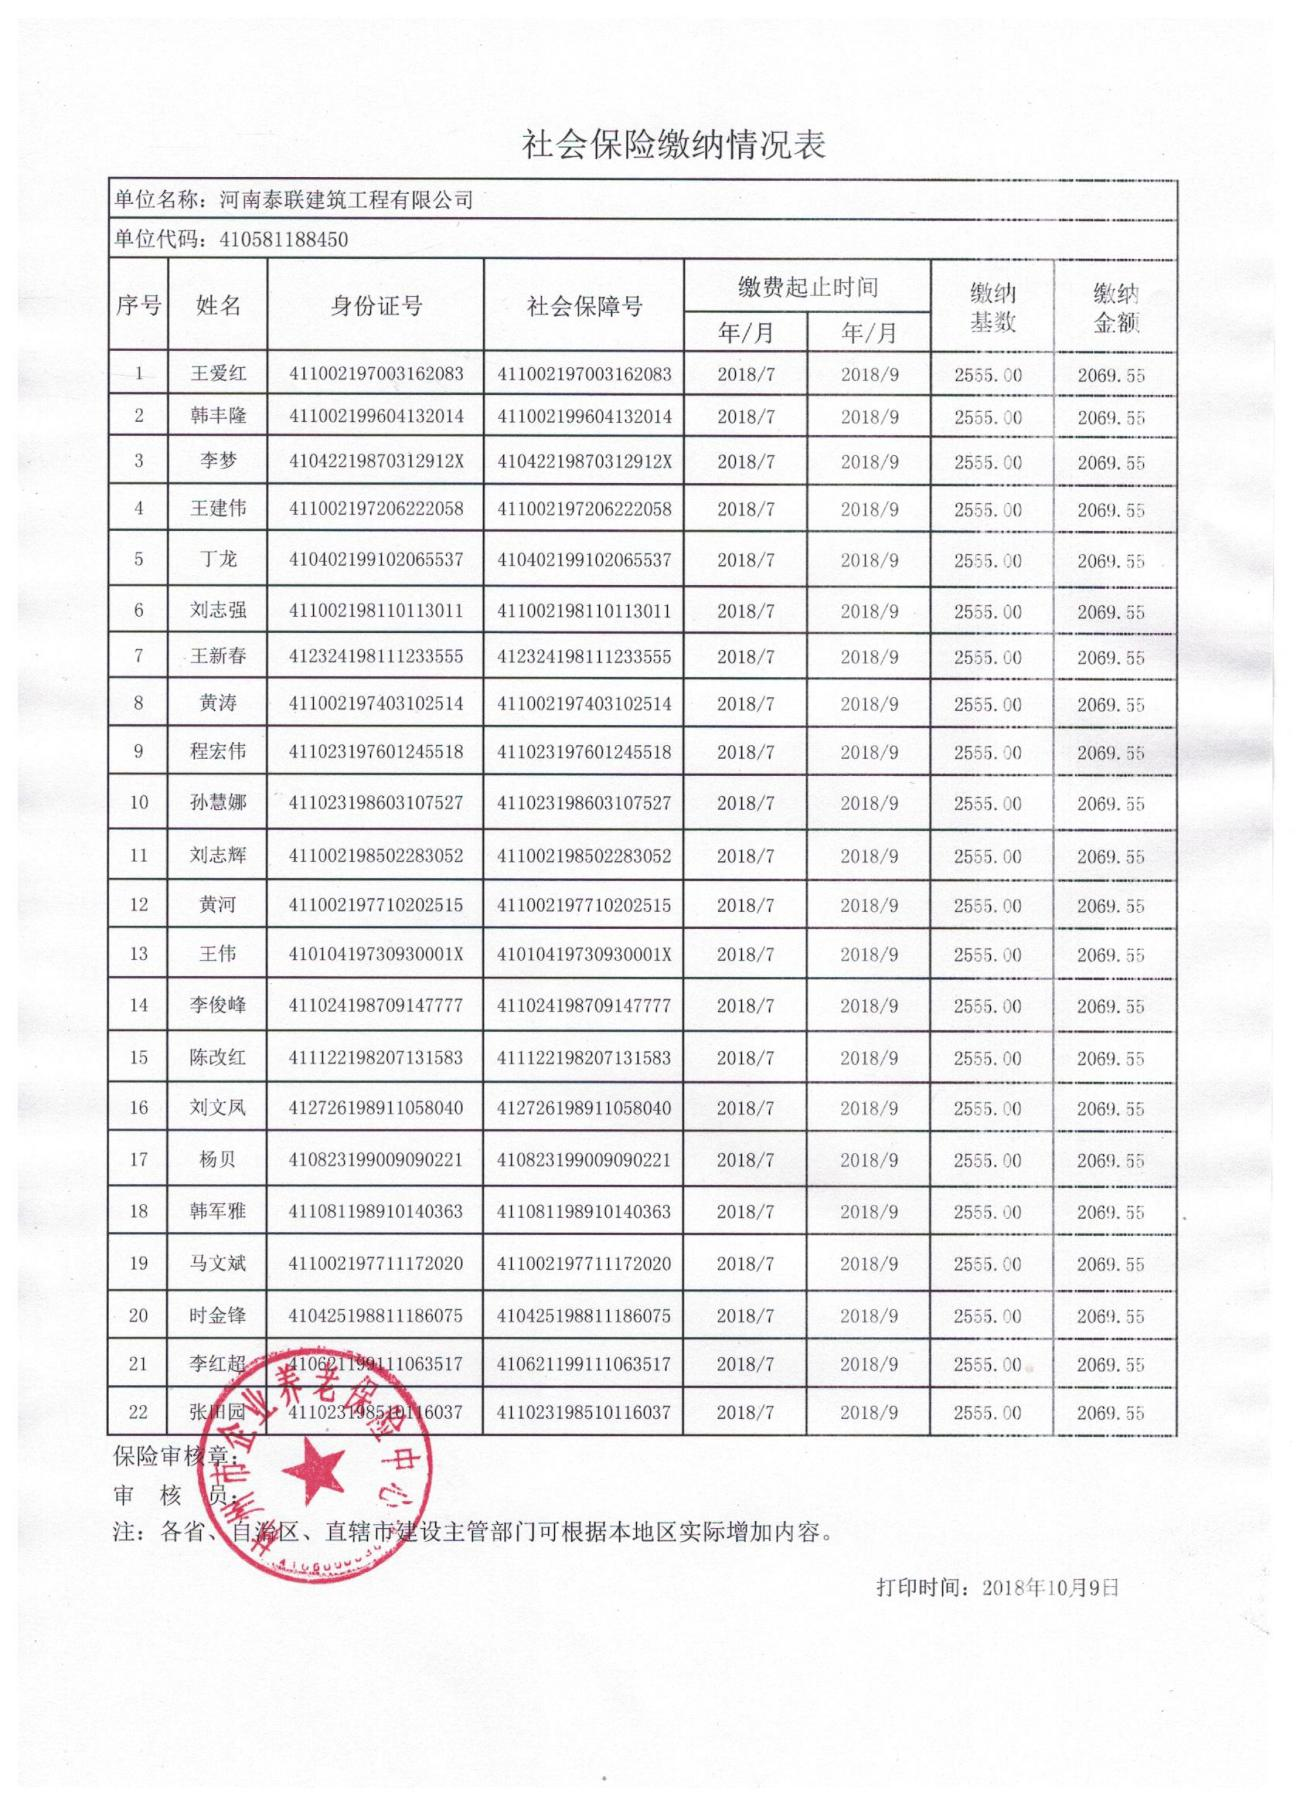 社会保险缴纳情况表
单位名称：河南泰联建筑工程有限公司
单位代码：410581188450
序号 姓名 身份证号 社会保障号 缴费起止时间 缴纳基数 缴纳金额
年/月 年/月
1 王爱红 411002197003162083 411002197003162083 2018/7 2018/9 2555.00 2069.55
2 韩丰隆 411002199604132014 411002199604132014 2018/7 2018/9 2555.00 2069.55
3 李梦 41042219870312912X 41042219870312912X 2018/7 2018/9 2555.00 2069.55
4 王建伟 411002197206222058 411002197206222058 2018/7 2018/9 2555.00 2069.55
5 丁龙 410402199102065537 410402199102065537 2018/7 2018/9 2555.00 2069.55
6 刘志强 411002198110113011 411002198110113011 2018/7 2018/9 2555.00 2069.55
7 王新春 412324198111233555 412324198111233555 2018/7 2018/9 2555.00 2069.55
8 黄涛 411002197403102514 411002197403102514 2018/7 2018/9 2555.00 2069.55
9 程宏伟 411023197601245518 411023197601245518 2018/7 2018/9 2555.00 2069.55
10 孙慧娜 411023198603107527 411023198603107527 2018/7 2018/9 2555.00 2069.55
11 刘志辉 411002198502283052 411002198502283052 2018/7 2018/9 2555.00 2069.55
12 黄河 411002197710202515 411002197710202515 2018/7 2018/9 2555.00 2069.55
13 王伟 41010419730930001X 41010419730930001X 2018/7 2018/9 2555.00 2069.55
14 李俊峰 411024198709147777 411024198709147777 2018/7 2018/9 2555.00 2069.55
15 陈改红 411122198207131583 411122198207131583 2018/7 2018/9 2555.00 2069.55
16 刘文凤 412726198911058040 412726198911058040 2018/7 2018/9 2555.00 2069.55
17 杨贝 410823199009090221 410823199009090221 2018/7 2018/9 2555.00 2069.55
18 韩军雅 411081198910140363 411081198910140363 2018/7 2018/9 2555.00 2069.55
19 马文斌 411002197711172020 411002197711172020 2018/7 2018/9 2555.00 2069.55
20 时金锋 410425198811186075 410425198811186075 2018/7 2018/9 2555.00 2069.55
21 李红超 410621199111063517 410621199111063517 2018/7 2018/9 2555.00 2069.55
22 张田园 411023198510116037 411023198510116037 2018/7 2018/9 2555.00 2069.55
保险审核章：
审 核 员：
注：各省、自治区、直辖市建设主管部门可根据本地区实际增加内容。
州市企业养老保险中心
打印时间：2018年10月9日